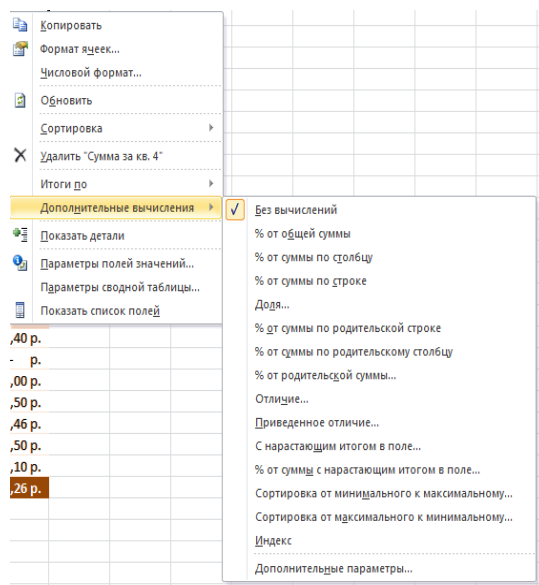 Копировать
Формат ячеек...
Числовой формат...
Обновить
Сортировка
Удалить "Сумма за кв. 4"
Итоги по
Дополнительные вычисления
Показать детали
Параметры полей значений...
Параметры сводной таблицы...
Показать список полей
Без вычислений
% от общей суммы
% от суммы по столбцу
% от суммы по строке
Доля...
% от суммы по родительской строке
% от суммы по родительскому столбцу
% от родительской суммы...
Отличие...
Приведенное отличие...
С нарастающим итогом в поле...
% от суммы с нарастающим итогом в поле...
Сортировка от минимального к максимальному...
Сортировка от максимального к минимальному...
Индекс
Дополнительные параметры...
,40 р.
- р.
,00 р.
,50 р.
,46 р.
,50 р.
,10 р.
,26 р.